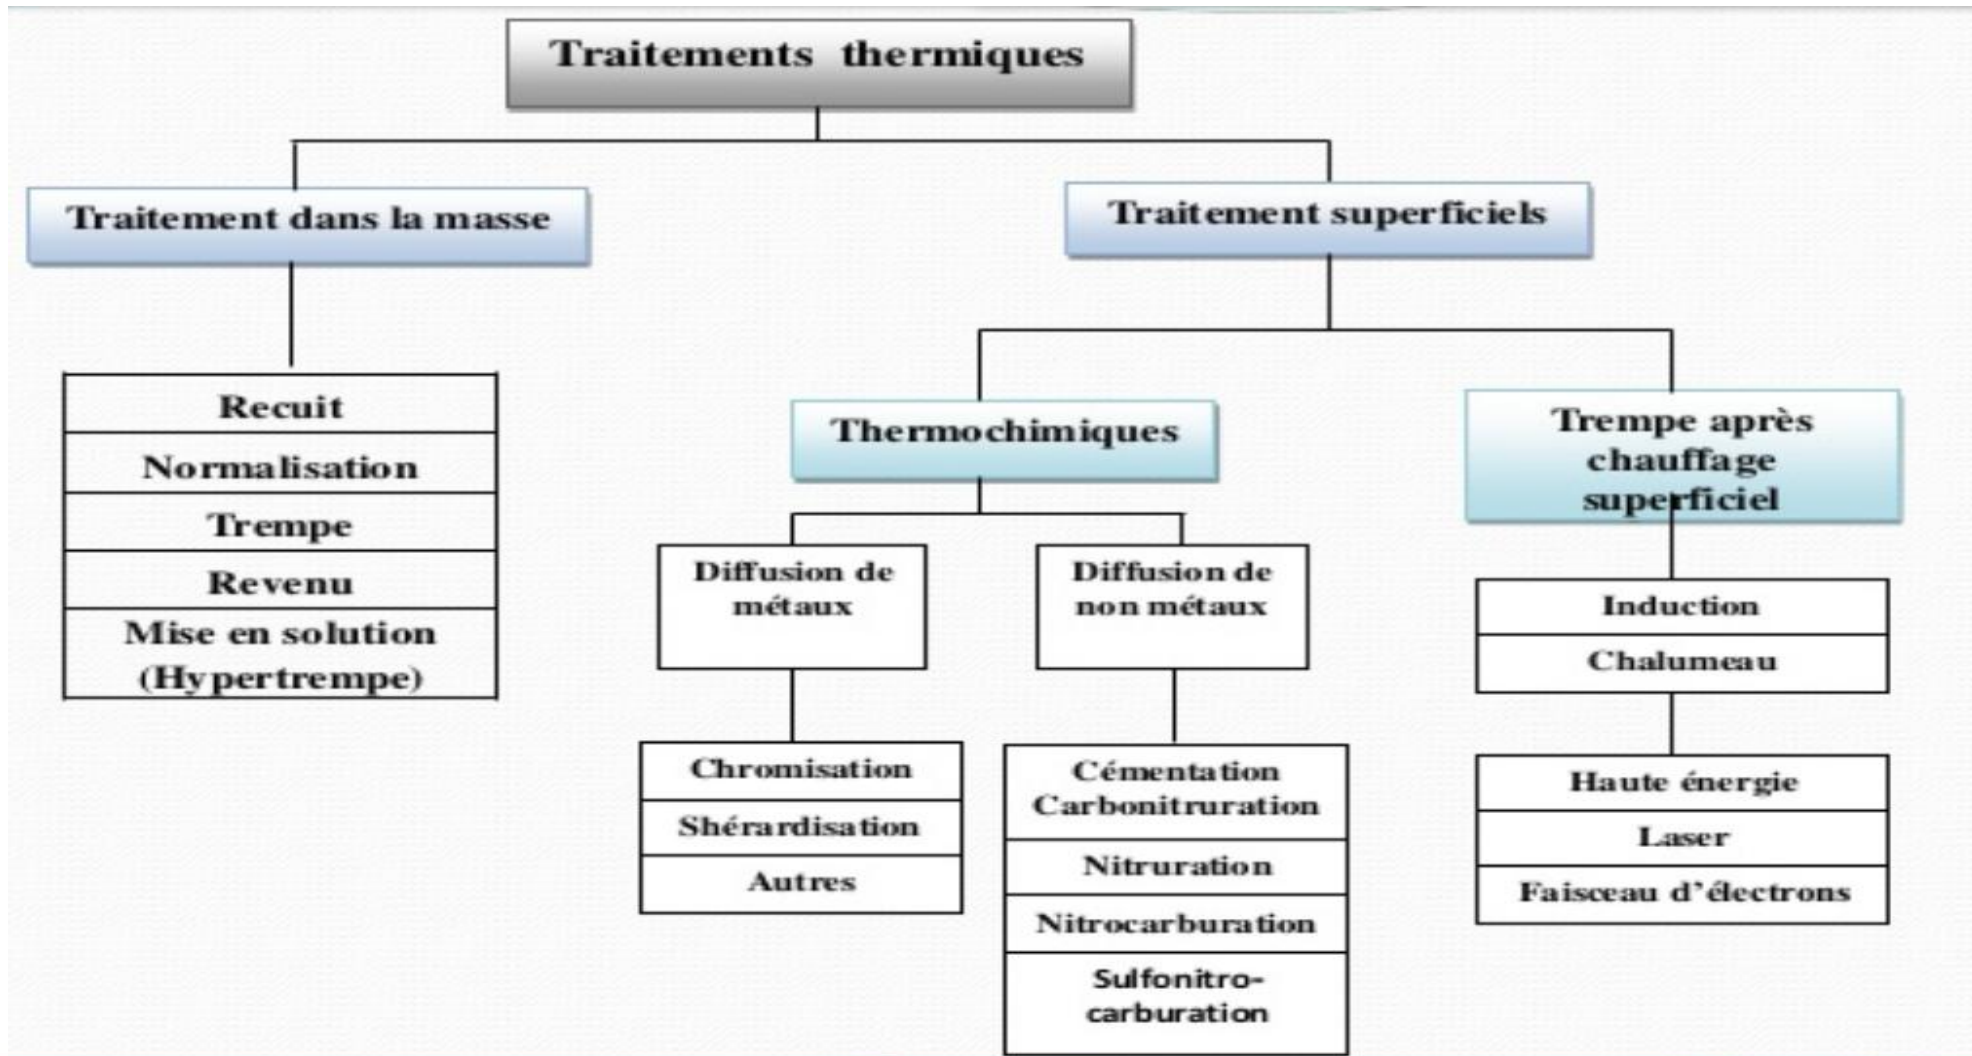 Traitements thermiques
Traitement dans la masse
Traitement superficiels
Recuit
Normalisation
Trempe
Revenu
Mise en solution
(Hypertrempe)
Thermochimiques
Trempe après
chauffage
superficiel
Diffusion de
métaux
Diffusion de
non métaux
Induction
Chalumeau
Chromisation
Shérardisation
Autres
Cémentation
Carbonitruration
Nitruration
Nitrocarburation
Sulfonitro-
carburation
Haute énergie
Laser
Faisceau d’électrons